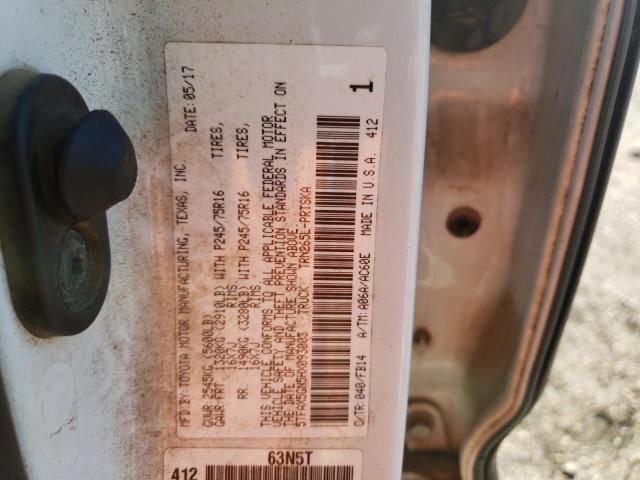 MFD BY: TOYOTA MOTOR MANUFACTURING, TEXAS, INC DATE: 05/17
GVWR 2545KG (5600LB)
GAWR: FRT 1320KG (2910LB) WITH P245/75R16 TIRES,
16X7J RIMS
RR. 1490KG (3280LB) WITH P245/75R16 TIRES,
16X7J RIMS
THIS VEHICLE CONFORMS TO ALL APPLICABLE FEDERAL MOTOR
VEHICLE SAFETY AND THEFT PREVENTION STANDARDS IN EFFECT ON
THE DATE OF MANUFACTURE SHOWN ABOVE.
5TFAX5GN5HX093003 TRUCK TRN265L-PRTSKA
1
C/TR: 040/FB14 A/TM: A06A/AC60E MADE IN U.S.A. 412
63N5T
412